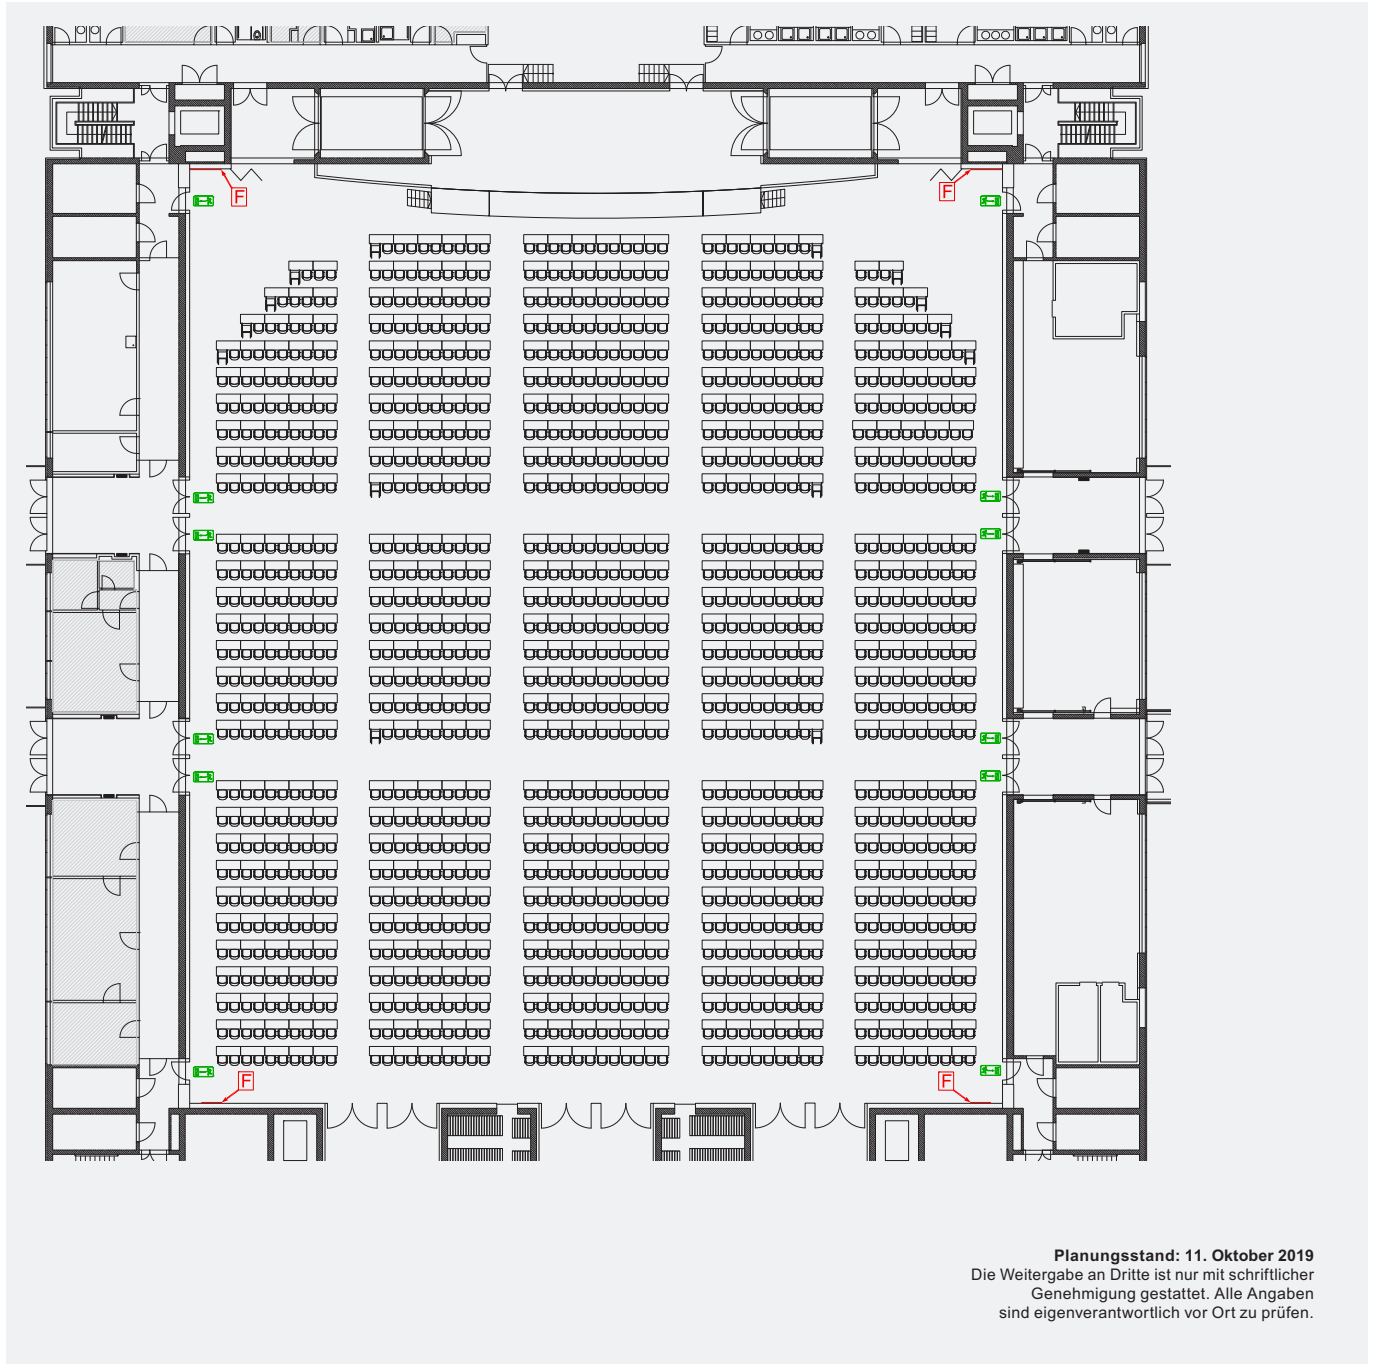 F
F
F
F
Planungsstand: 11. Oktober 2019
Die Weitergabe an Dritte ist nur mit schriftlicher
Genehmigung gestattet. Alle Angaben
sind eigenverantwortlich vor Ort zu prüfen.